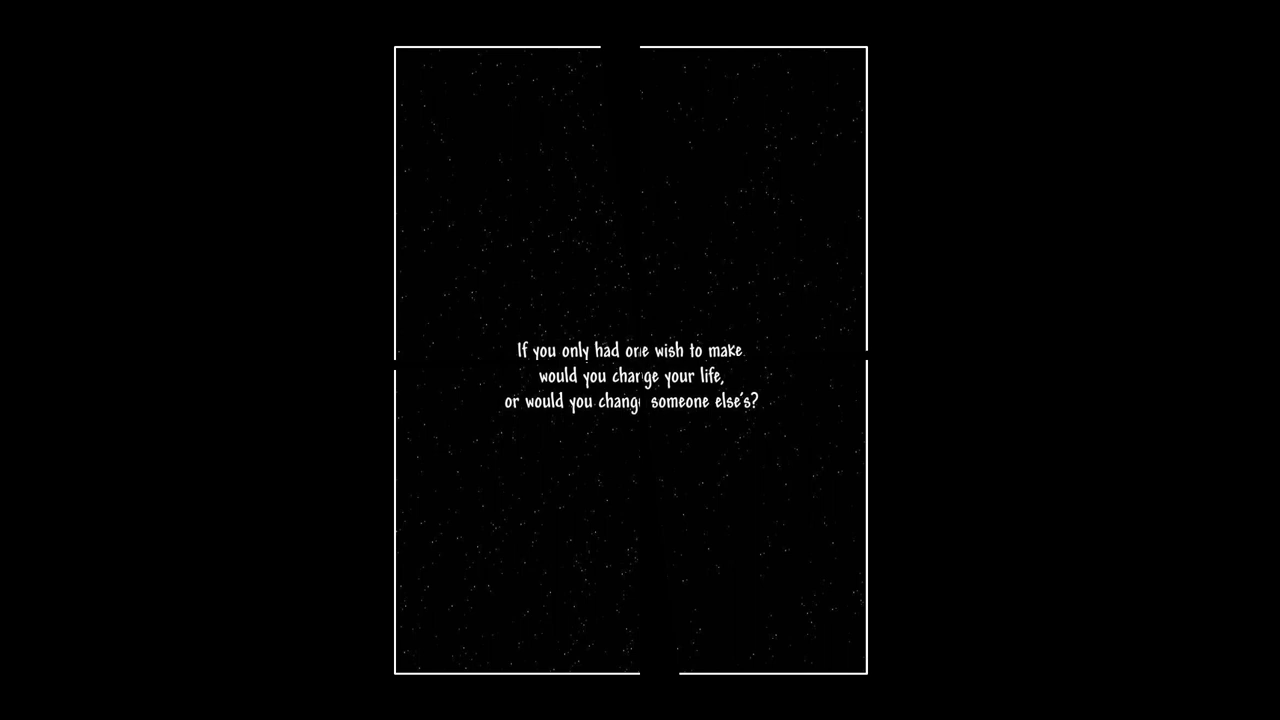 If you only had one wish to make
would you change your life,
or would you change someone else's?